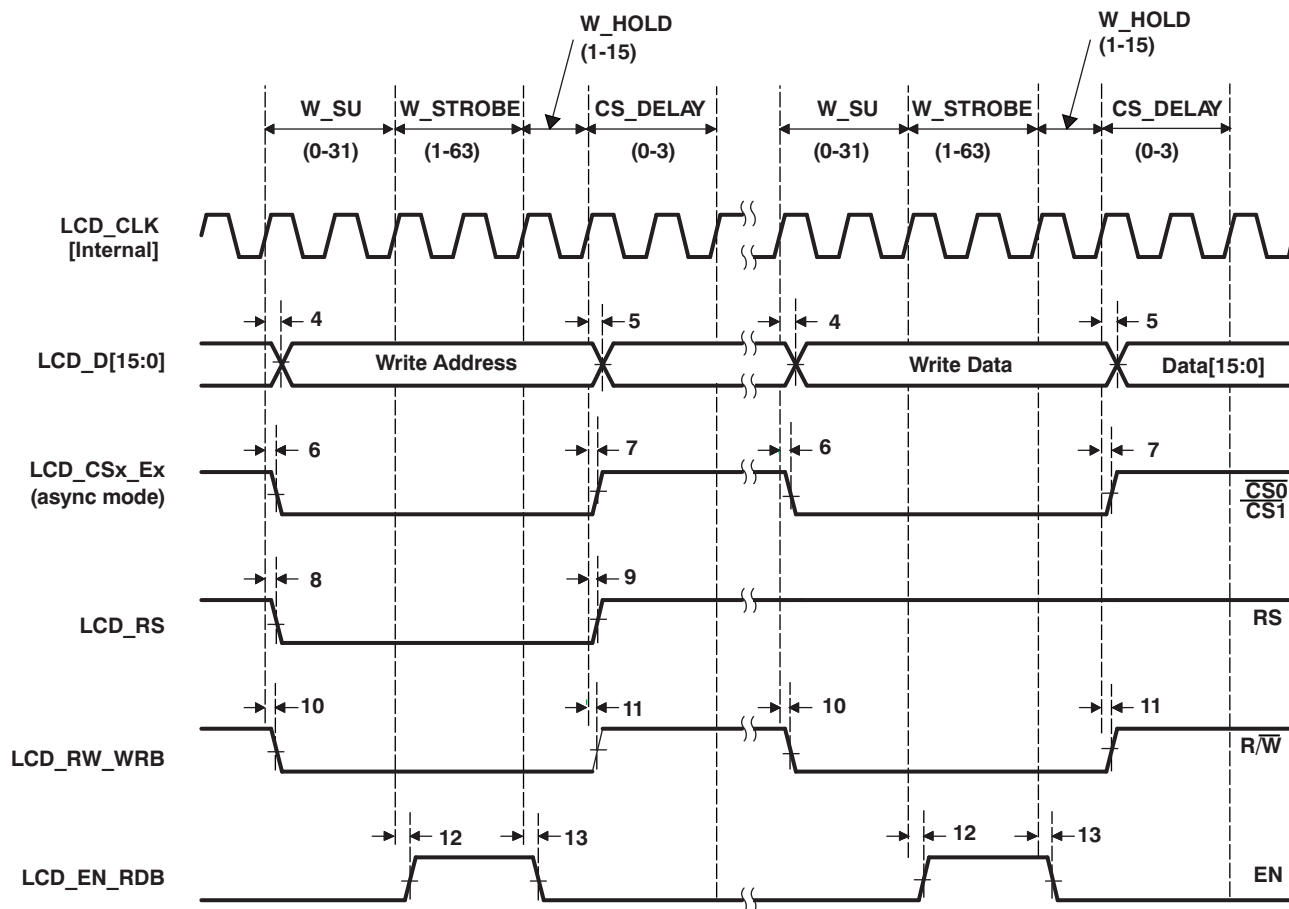 W_HOLD
(1-15)
W_HOLD
(1-15)
W_SU W_STROBE CS_DELAY W_SU W_STROBE CS_DELAY
(0-31) (1-63) (0-3) (0-31) (1-63) (0-3)
LCD_CLK
[Internal]
4 5 4 5
LCD_D[15:0] Write Address Write Data Data[15:0]
6 7 6 7
LCD_CSx_Ex
(async mode)
CS0
CS1
8 9
LCD_RS RS
10 11 10 11
LCD_RW_WRB R/W
12 13 12 13
LCD_EN_RDB EN